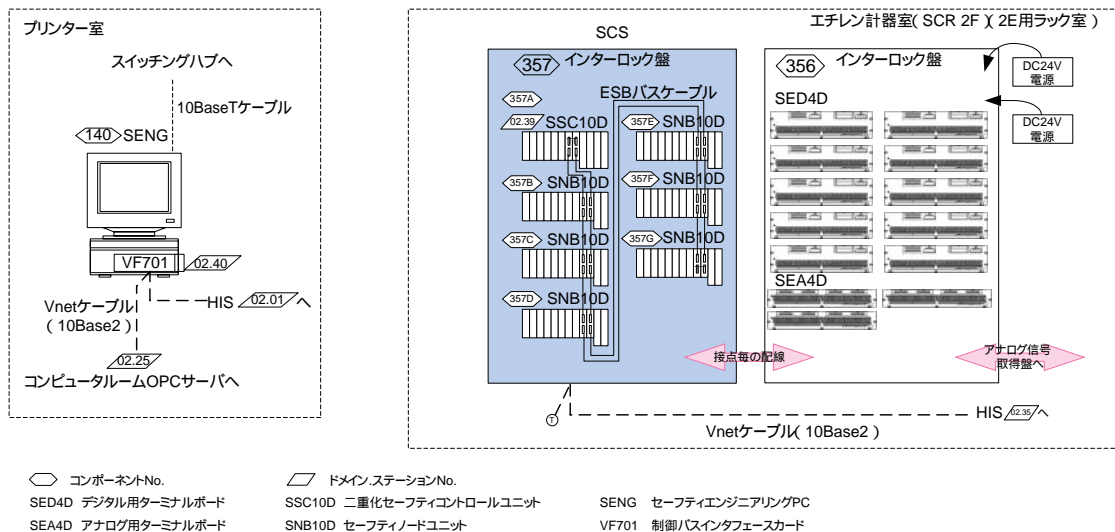 プリンター室
スイッチングハブへ
10BaseTケーブル
140 SENG
VF701
02.40
HIS 02.01 へ
Vnetケーブル
(10Base2)
02.25
コンピュータルームOPCサーバへ
エチレン計器室(SCR 2F)(2E用ラック室)
SCS
357 インターロック盤
357A
ESBバスケーブル
02.39 SSC10D
357B SNB10D
357C SNB10D
357D SNB10D
357E SNB10D
357F SNB10D
357G SNB10D
356 インターロック盤
SED4D
SEA4D
DC24V
電源
DC24V
電源
接点毎の配線
アナログ信号
取得盤へ
T
HIS 02.35 へ
Vnetケーブル(10Base2)
コンポーネントNo.
ドメイン.ステーションNo.
SED4D デジタル用ターミナルボード
SSC10D 二重化セーフティコントロールユニット
SENG セーフティエンジニアリングPC
SEA4D アナログ用ターミナルボード
SNB10D セーフティノードユニット
VF701 制御バスインタフェースカード